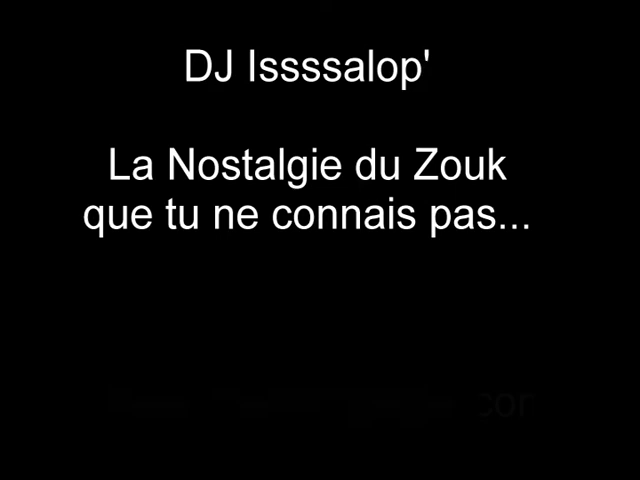 DJ Issssalop'
La Nostalgie du Zouk
que tu ne connais pas...